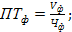 ПТ_ф = V_ф / Ч_ф ;